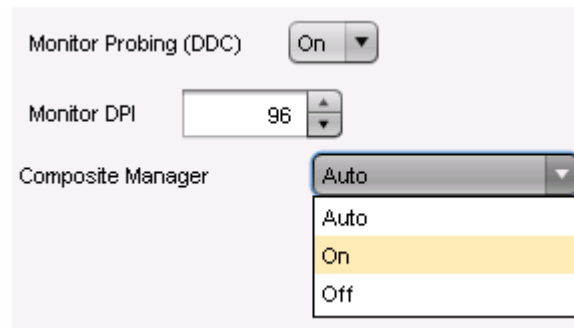 Monitor Probing (DDC) On
Monitor DPI 96
Composite Manager Auto
Auto
On
Off